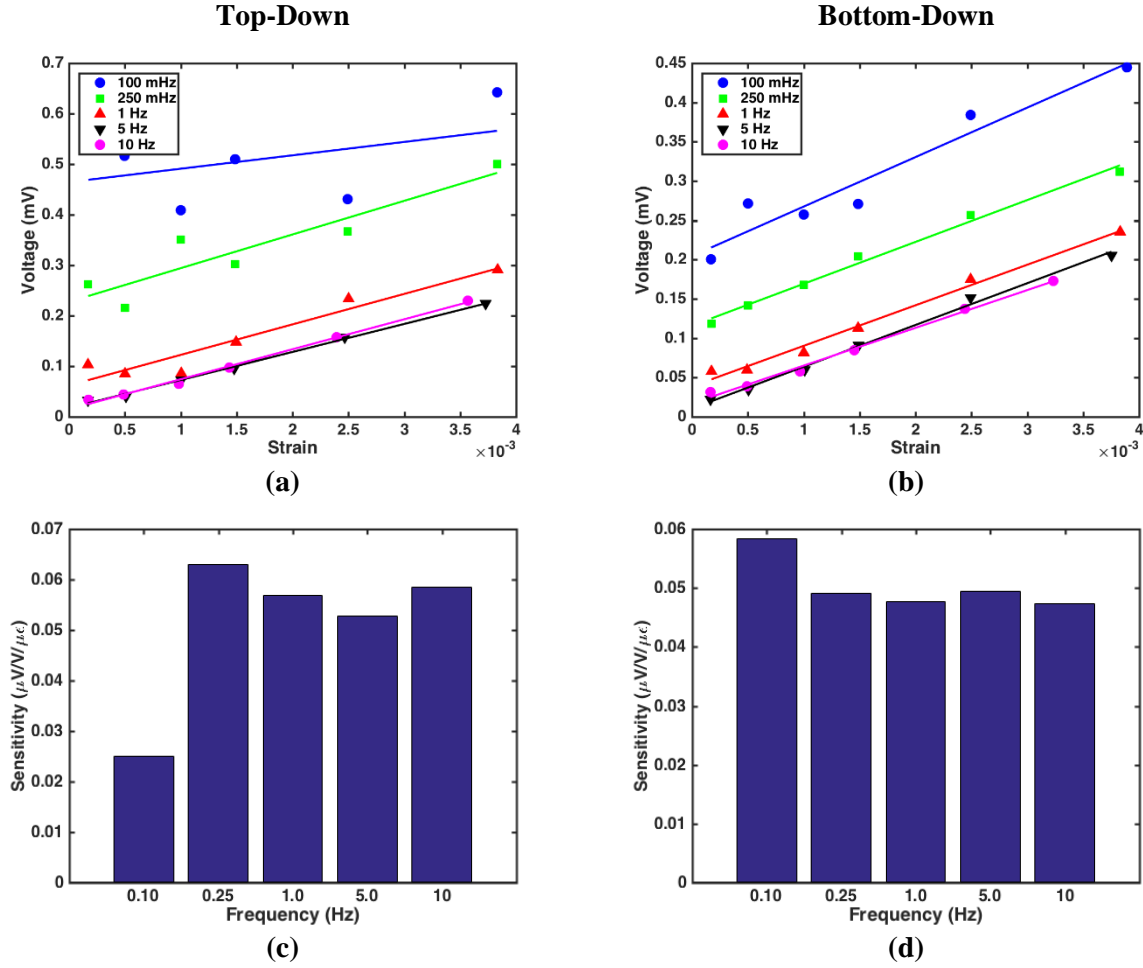 Top-Down
Bottom-Down
0.7
0.6
0.5
0.4
0.3
0.2
0.1
0
Voltage (mV)
100 mHz
250 mHz
1 Hz
5 Hz
10 Hz
0 0.5 1 1.5 2 2.5 3 3.5 4
Strain
×10-3
(a)
0.45
0.4
0.35
0.3
0.25
0.2
0.15
0.1
0.05
0
Voltage (mV)
100 mHz
250 mHz
1 Hz
5 Hz
10 Hz
0 0.5 1 1.5 2 2.5 3 3.5 4
Strain
×10-3
(b)
0.07
0.06
0.05
0.04
0.03
0.02
0.01
0
Sensitivity (μV/V/με)
0.10 0.25 1.0 5.0 10
Frequency (Hz)
(c)
0.06
0.05
0.04
0.03
0.02
0.01
0
Sensitivity (μV/V/με)
0.10 0.25 1.0 5.0 10
Frequency (Hz)
(d)